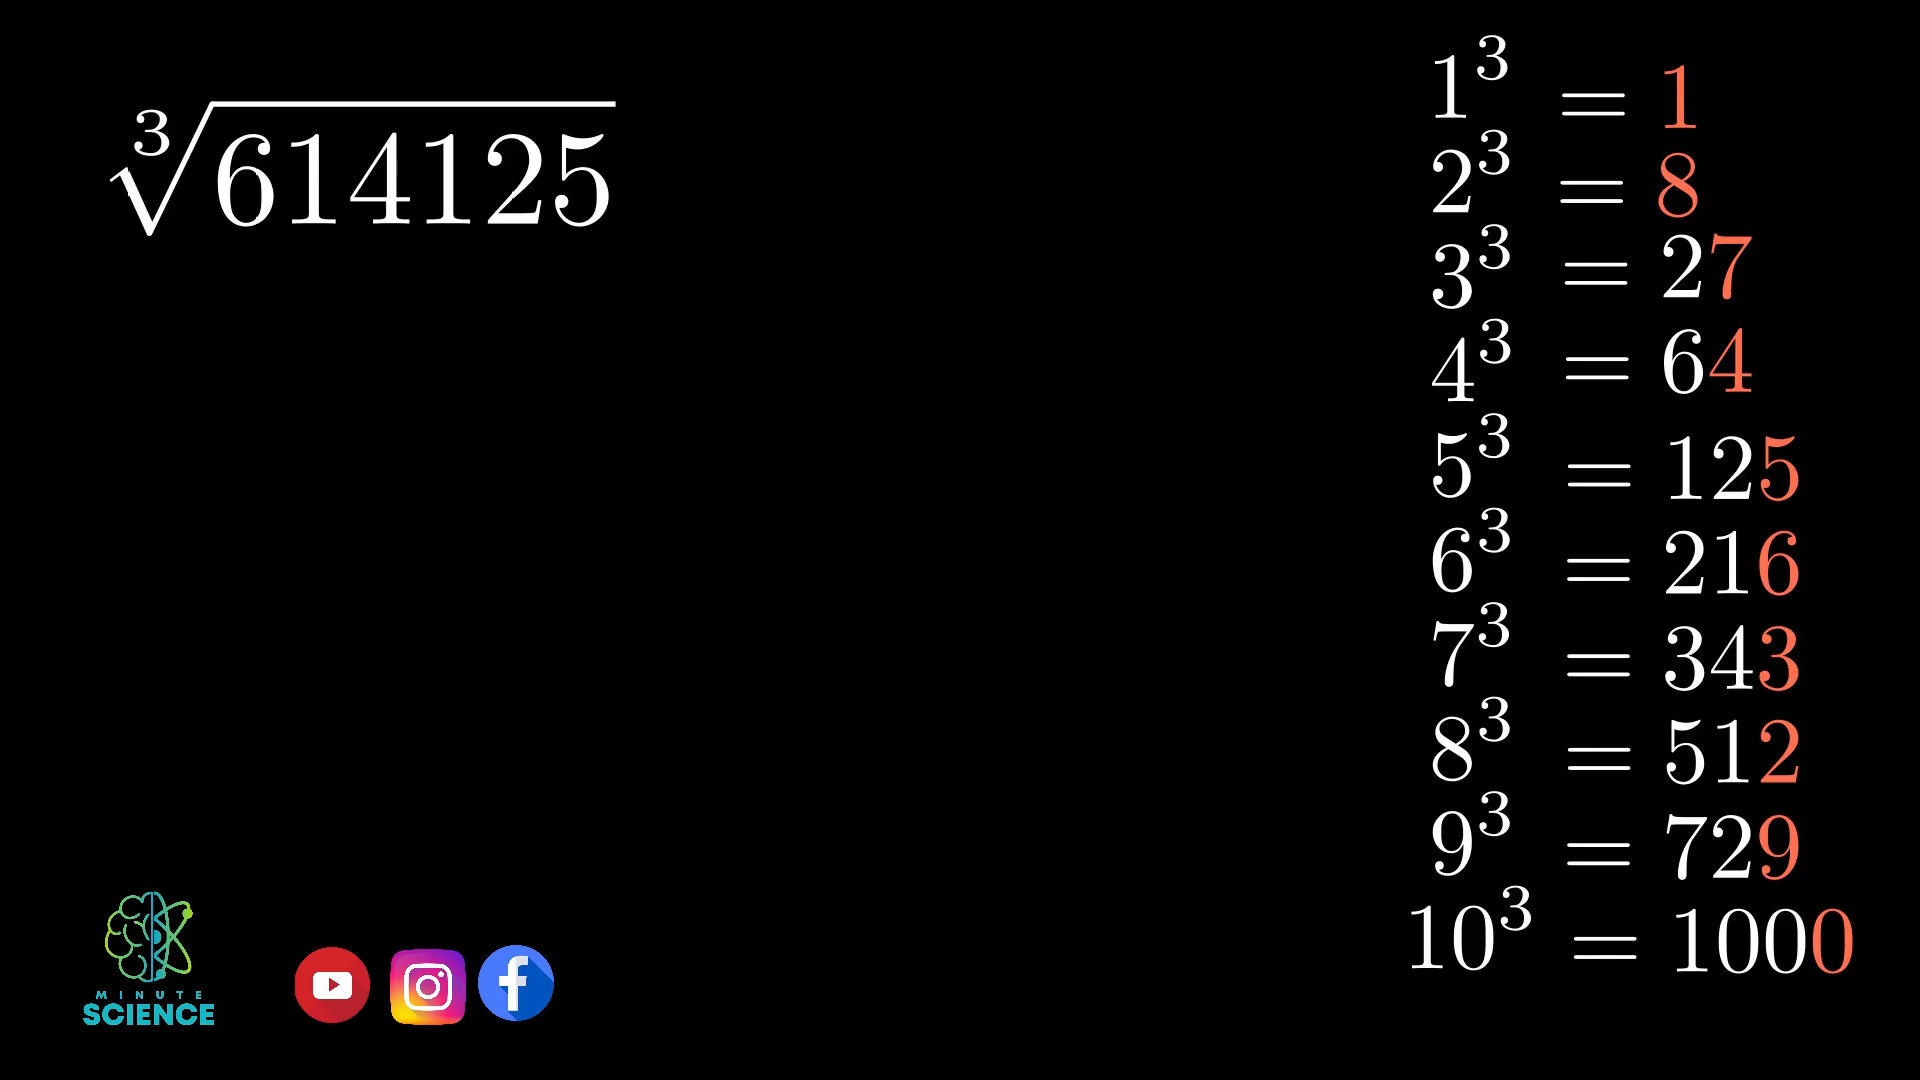 ∛614125
1³ = 1
2³ = 8
3³ = 27
4³ = 64
5³ = 125
6³ = 216
7³ = 343
8³ = 512
9³ = 729
10³ = 1000
MINUTE
SCIENCE